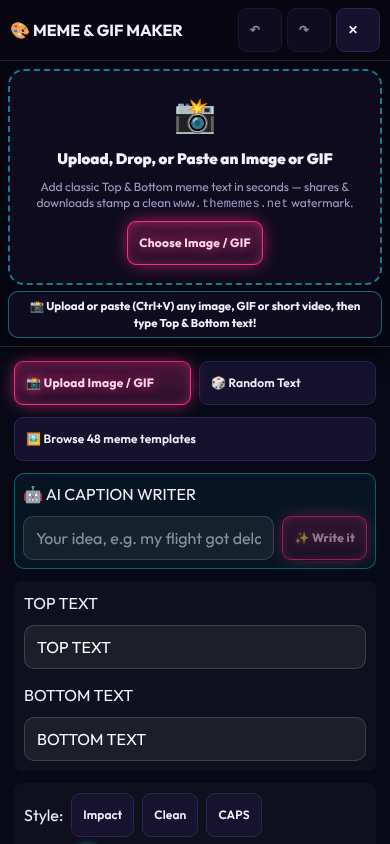 🎨 MEME & GIF MAKER
↶
↷
✕
📸
Upload, Drop, or Paste an Image or GIF
Add classic Top & Bottom meme text in seconds — shares &
downloads stamp a clean www.thememes.net watermark.
Choose Image / GIF
📸 Upload or paste (Ctrl+V) any image, GIF or short video, then
type Top & Bottom text!
📸 Upload Image / GIF
🎲 Random Text
🖼️ Browse 48 meme templates
🤖 AI CAPTION WRITER
Your idea, e.g. my flight got dela
✨ Write it
TOP TEXT
TOP TEXT
BOTTOM TEXT
BOTTOM TEXT
Style:
Impact
Clean
CAPS